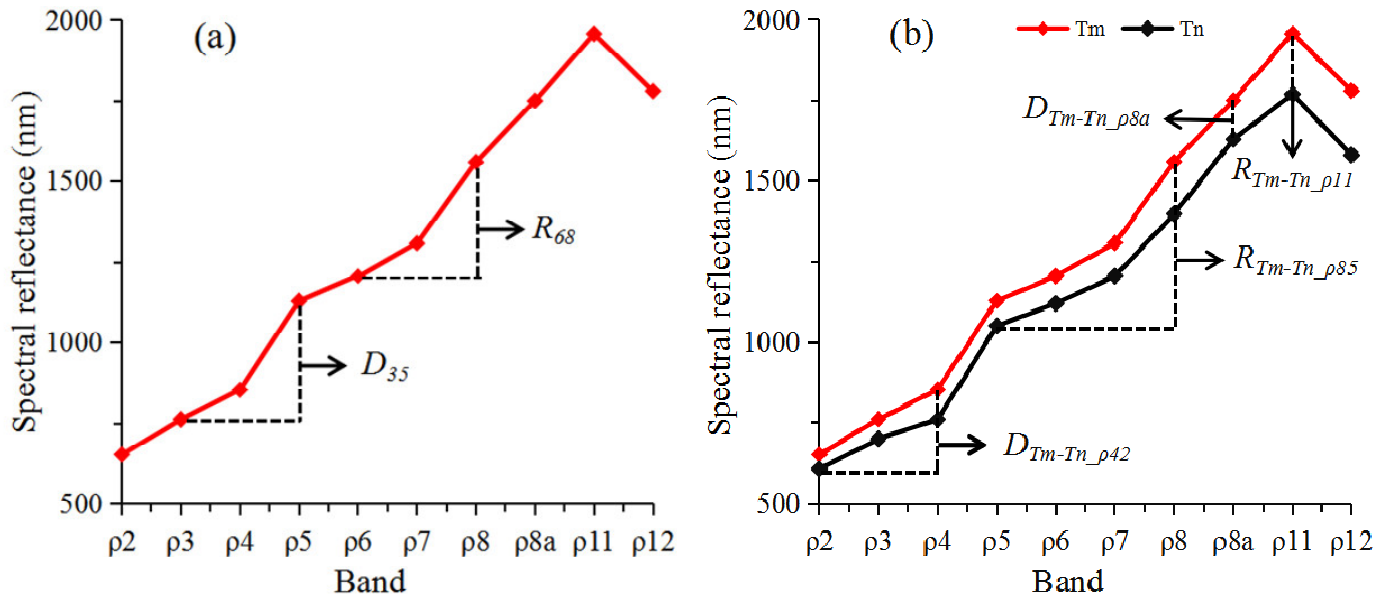 (a)
2000
1500
1000
500
Spectral reflectance (nm)
R68
D35
ρ2 ρ3 ρ4 ρ5 ρ6 ρ7 ρ8 ρ8a ρ11 ρ12
Band
(b)
Tm Tn
2000
1500
1000
500
Spectral reflectance (nm)
DTm-Tn_ρ8a
RTm-Tn_ρ11
RTm-Tn_ρ85
DTm-Tn_ρ42
ρ2 ρ3 ρ4 ρ5 ρ6 ρ7 ρ8 ρ8a ρ11 ρ12
Band